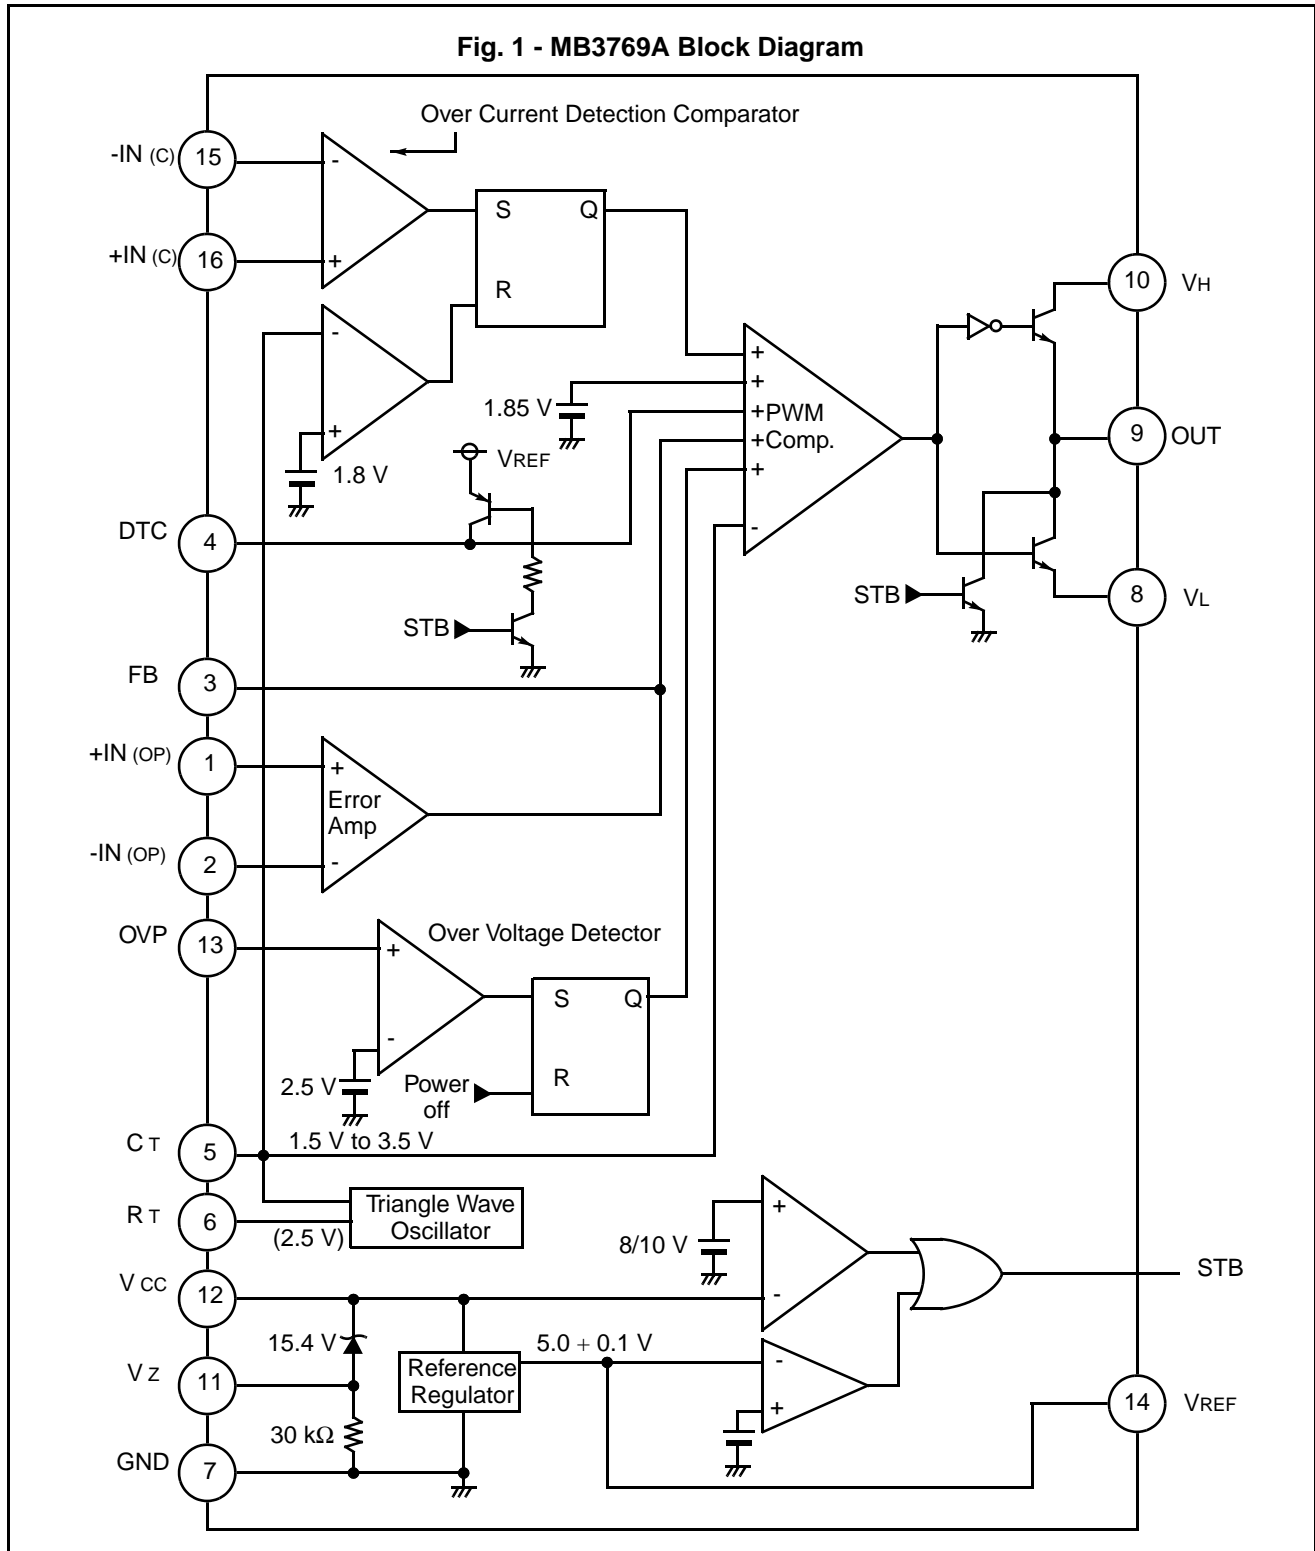 Fig. 1 - MB3769A Block Diagram
Over Current Detection Comparator
-IN (C)
15
+IN (C)
16
-
+
S
Q
R
-
+
1.8 V
1.85 V
VREF
DTC
4
STB
+
+
+PWM
+Comp.
+
-
10
VH
9
OUT
STB
8
VL
FB
3
+IN (OP)
1
+
Error
Amp
-IN (OP)
2
-
OVP
13
+
Over Voltage Detector
-
S
Q
R
2.5 V
Power
off
CT
5
1.5 V to 3.5 V
RT
6
(2.5 V)
Triangle Wave
Oscillator
8/10 V
+
-
STB
VCC
12
15.4 V
VZ
11
Reference
Regulator
5.0 + 0.1 V
-
+
14
VREF
30 kΩ
GND
7